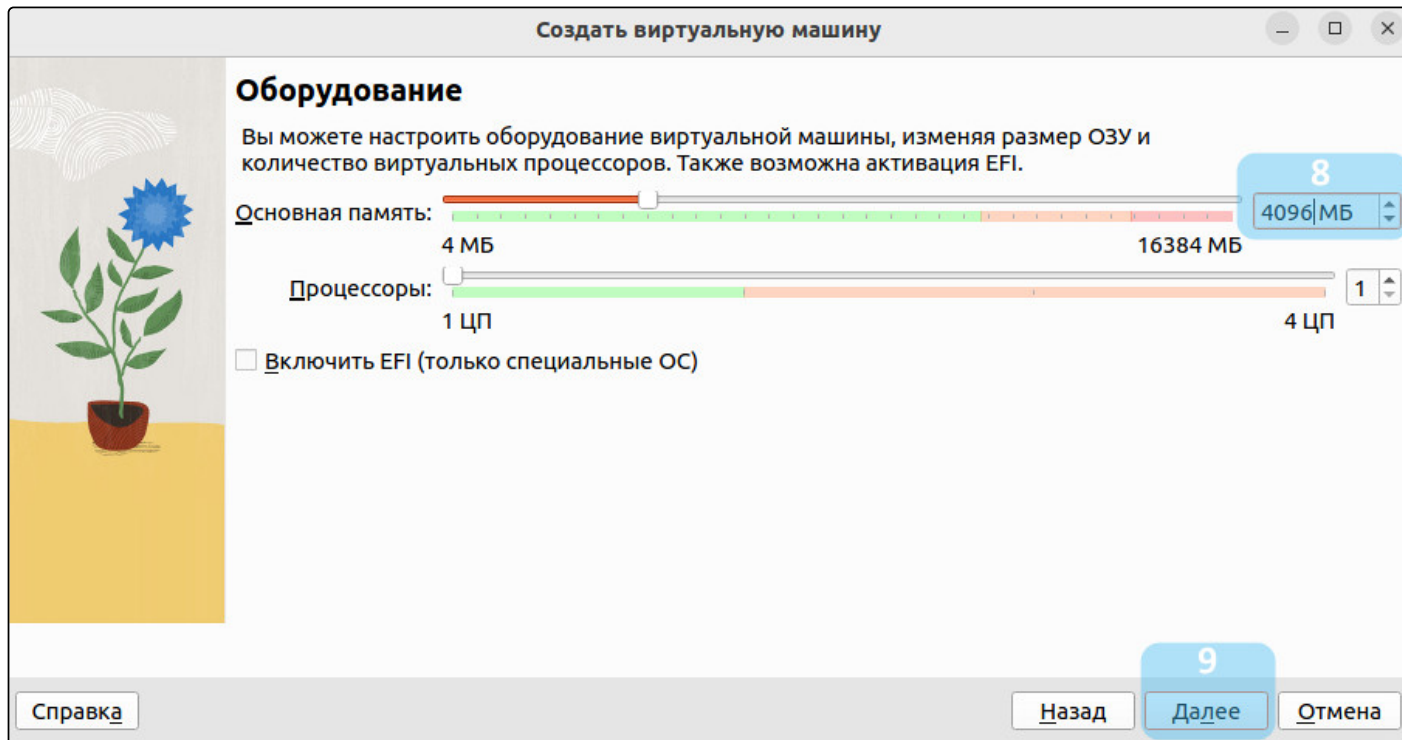 Создать виртуальную машину
Оборудование
Вы можете настроить оборудование виртуальной машины, изменяя размер ОЗУ и
количество виртуальных процессоров. Также возможна активация EFI.
8
Основная память:
4096 МБ
4 МБ
16384 МБ
Процессоры:
1
1 ЦП
4 ЦП
Включить EFI (только специальные ОС)
9
Справка
Назад
Далее
Отмена